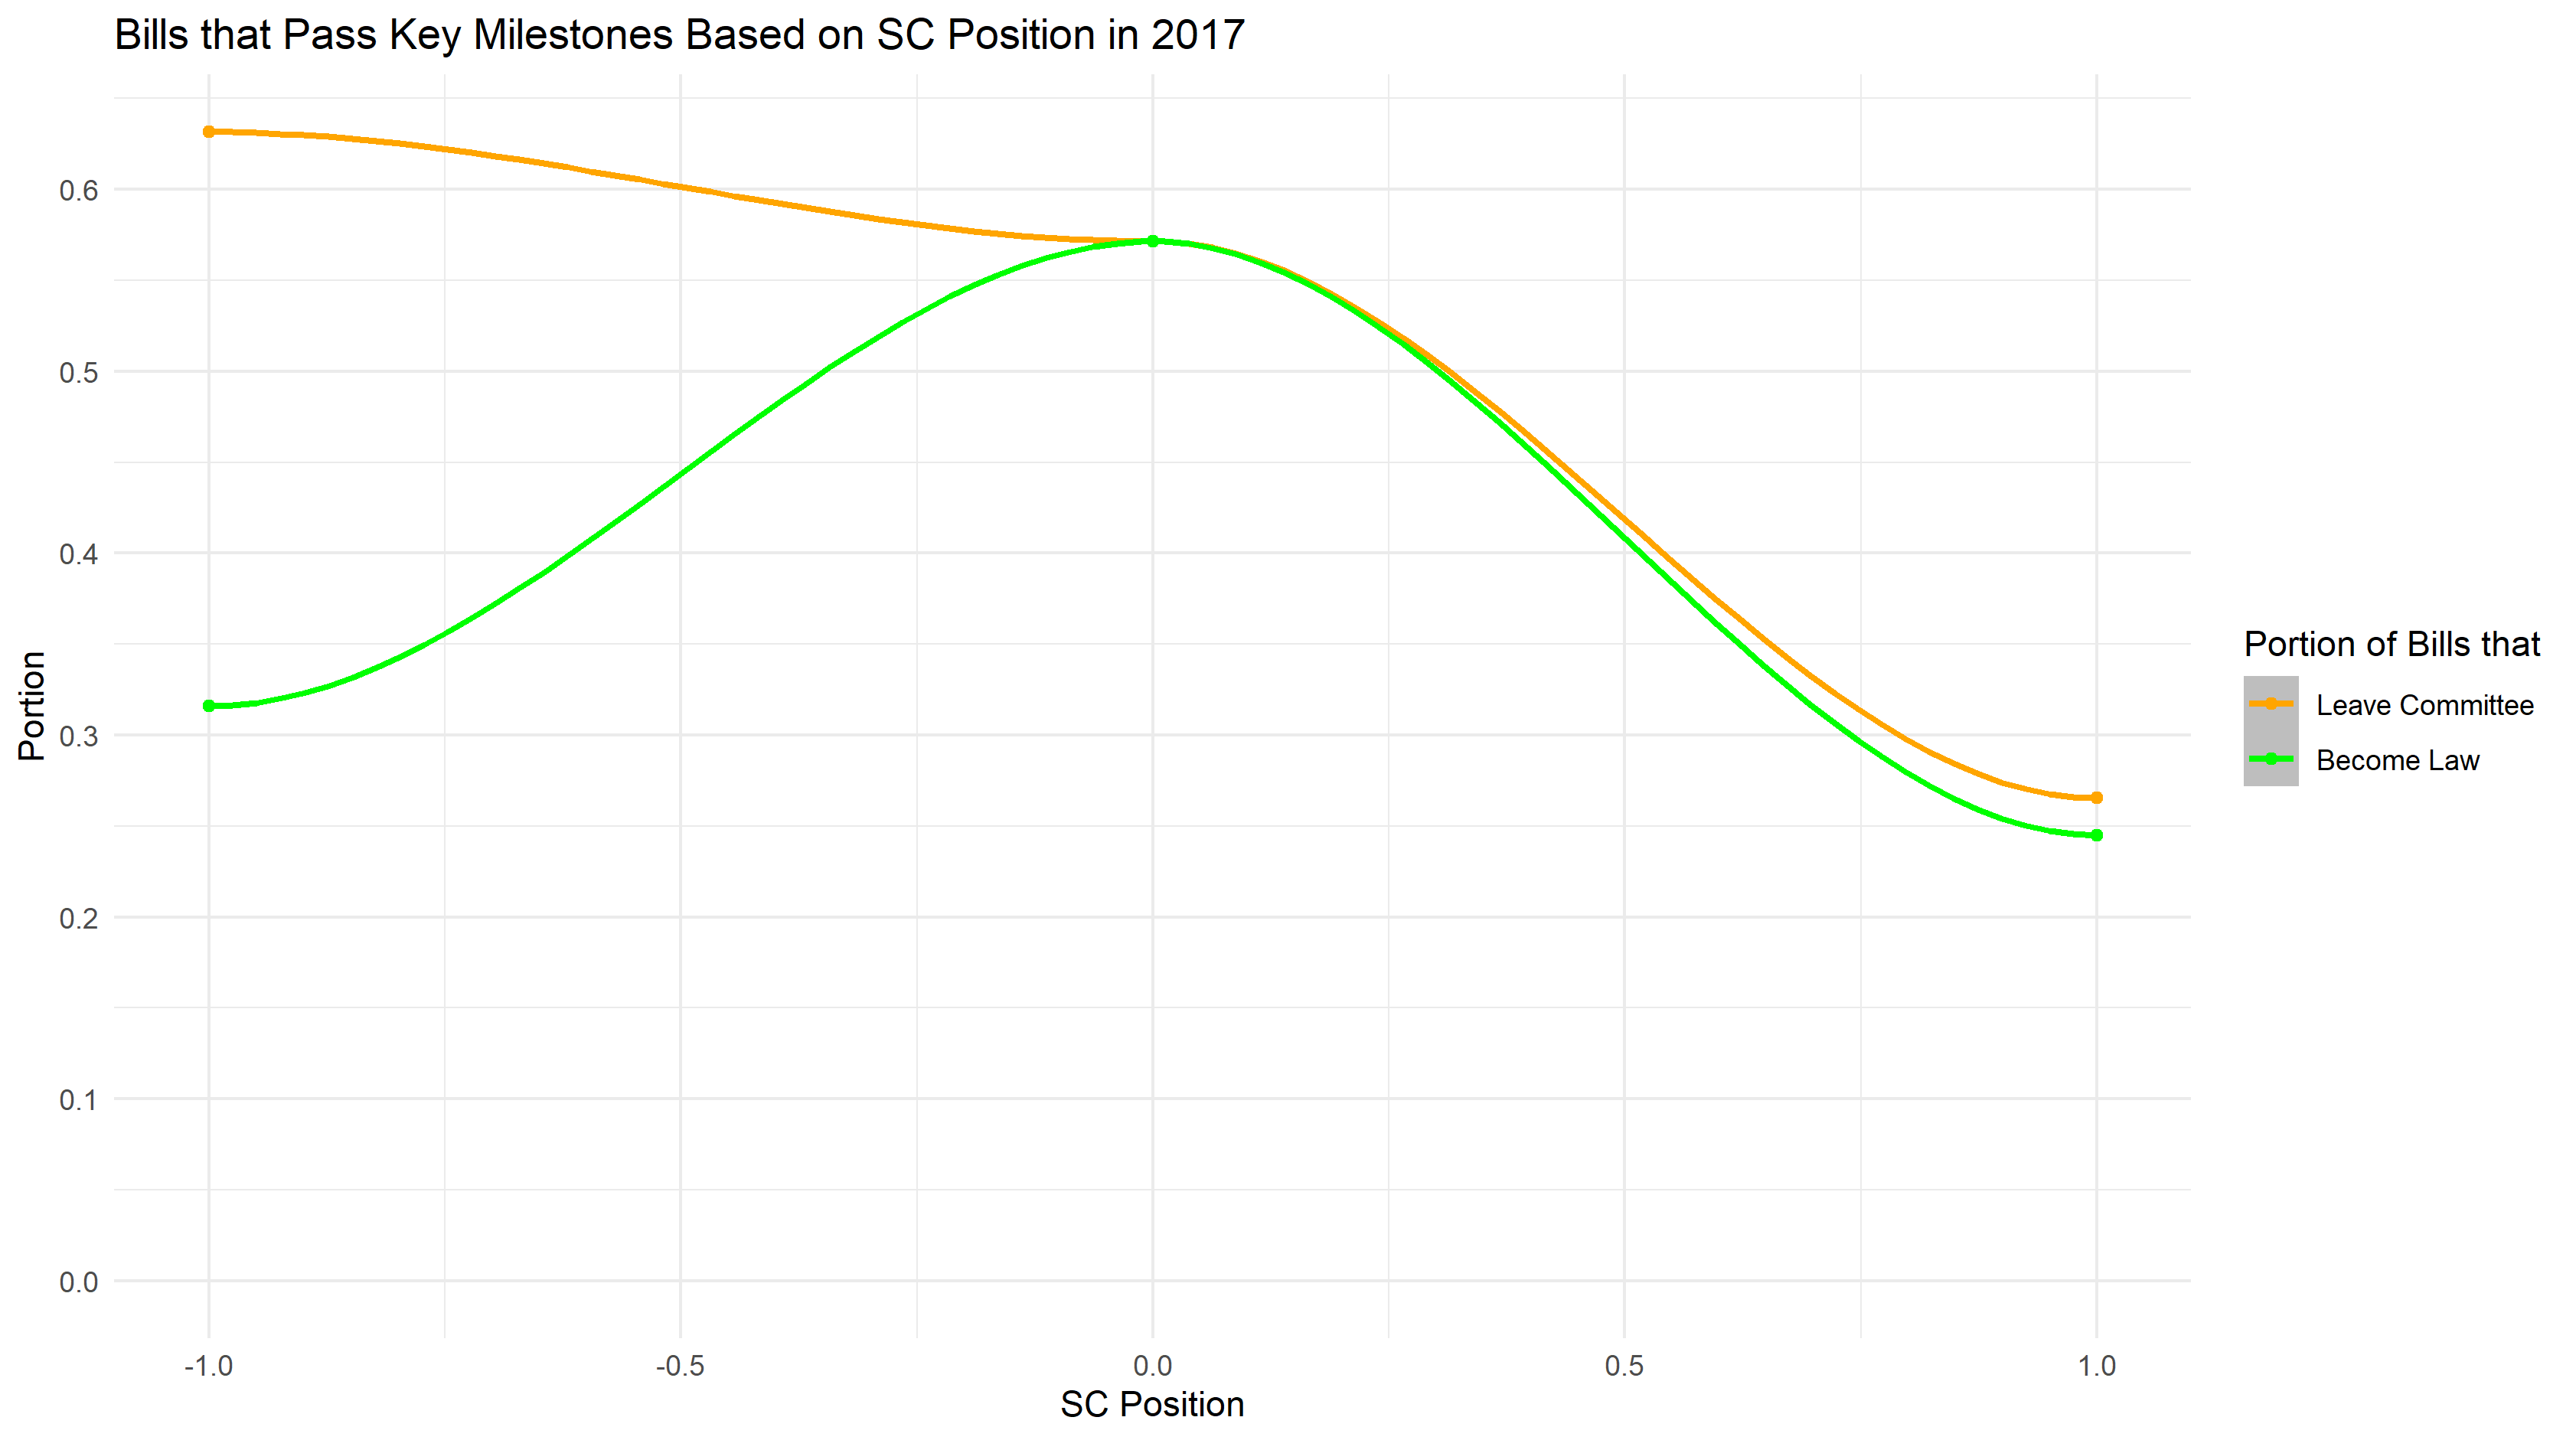 Bills that Pass Key Milestones Based on SC Position in 2017
0.6
0.5
0.4
0.3
0.2
0.1
0.0
Portion
-1.0 -0.5 0.0 0.5 1.0
SC Position
Portion of Bills that
Leave Committee
Become Law